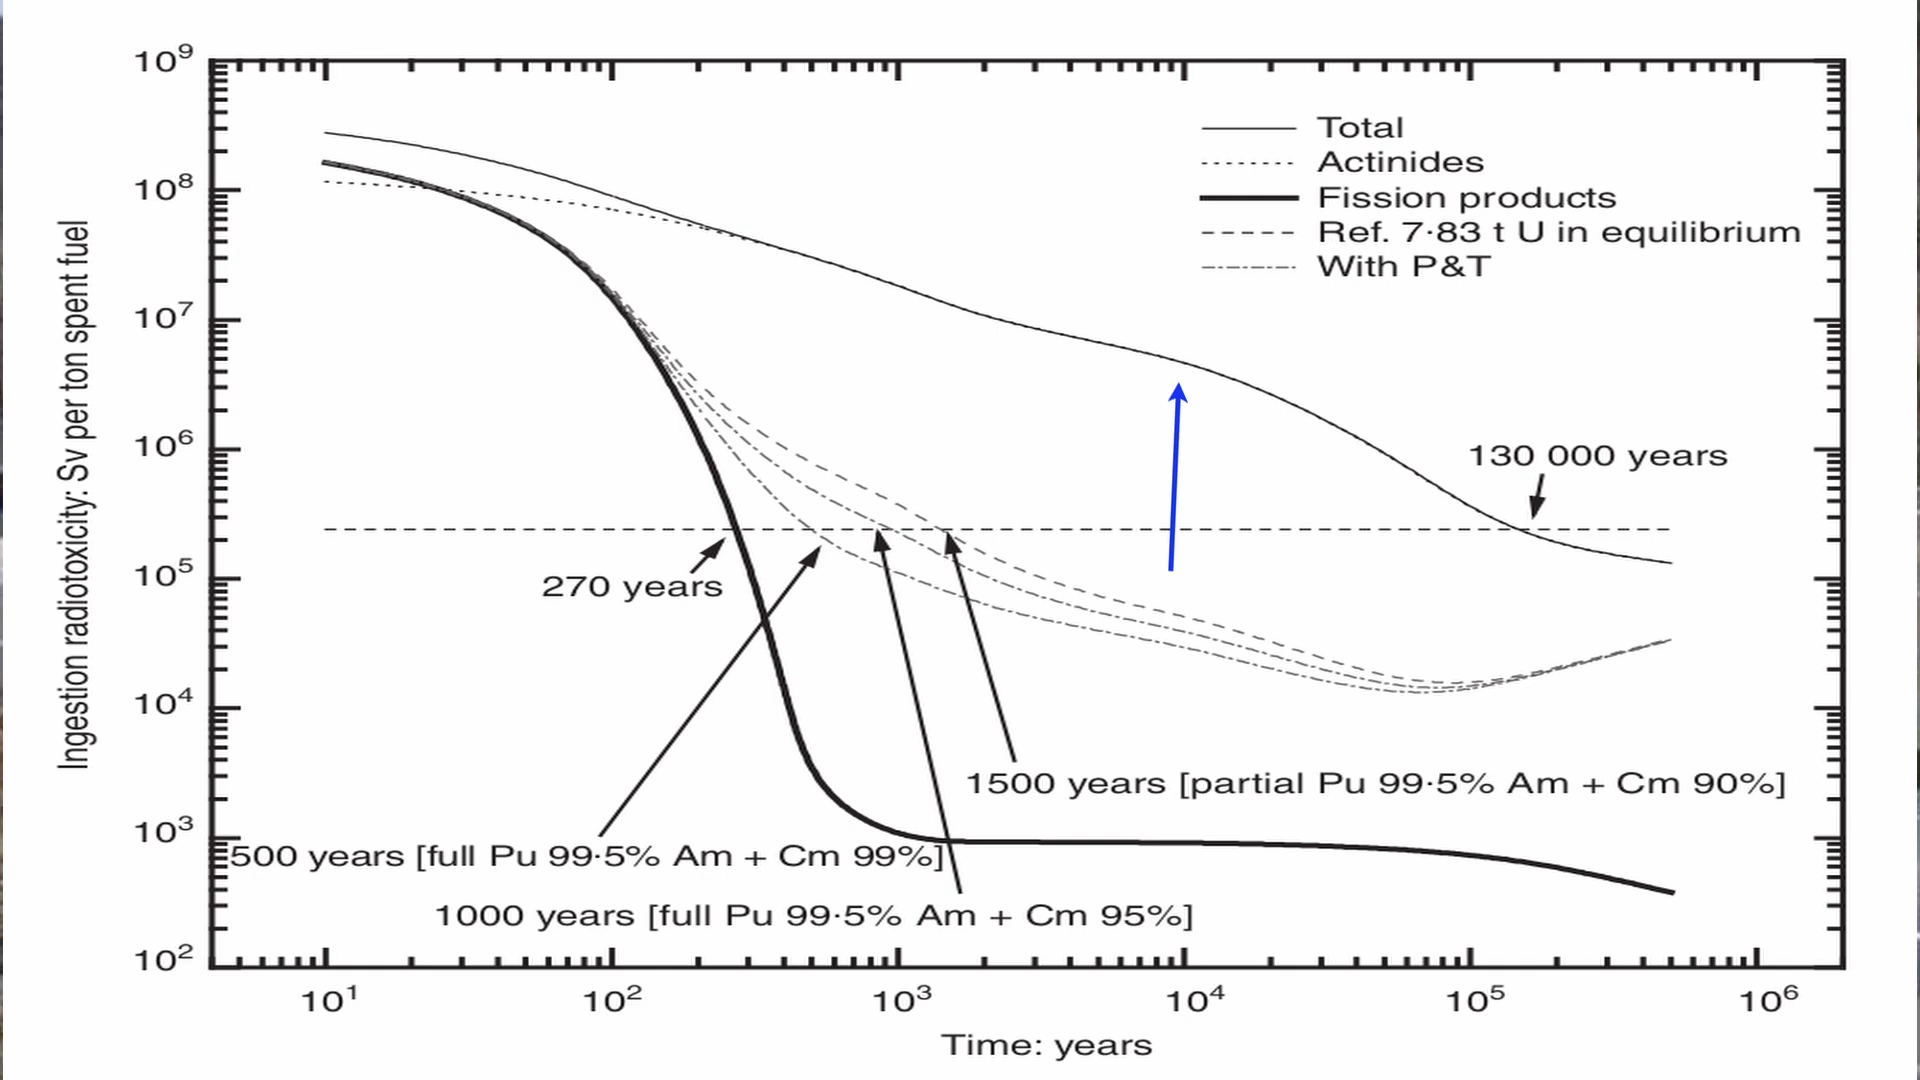 10⁹
10⁸
10⁷
10⁶
10⁵
10⁴
10³
10²
Ingestion radiotoxicity: Sv per ton spent fuel
Total
Actinides
Fission products
Ref. 7·83 t U in equilibrium
With P&T
130 000 years
270 years
1500 years [partial Pu 99·5% Am + Cm 90%]
500 years [full Pu 99·5% Am + Cm 99%]
1000 years [full Pu 99·5% Am + Cm 95%]
10¹ 10² 10³ 10⁴ 10⁵ 10⁶
Time: years